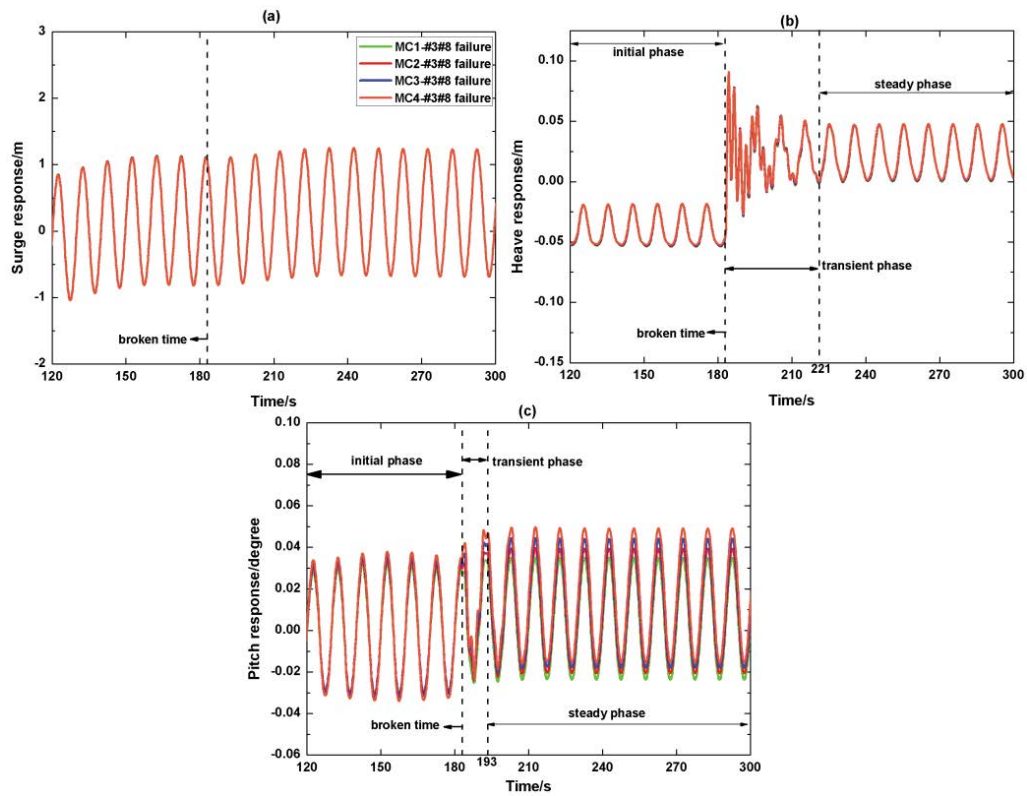 (a)
3
2
1
0
-1
-2
Surge response/m
MC1-#3#8 failure
MC2-#3#8 failure
MC3-#3#8 failure
MC4-#3#8 failure
broken time
120 150 180 210 240 270 300
Time/s
(b)
0.10
0.05
0.00
-0.05
-0.10
-0.15
Heave response/m
initial phase
steady phase
transient phase
broken time
120 150 180 210 221 240 270 300
Time/s
(c)
0.10
0.08
0.06
0.04
0.02
0.00
-0.02
-0.04
-0.06
Pitch response/degree
initial phase
transient phase
steady phase
broken time
120 150 180 193 210 240 270 300
Time/s